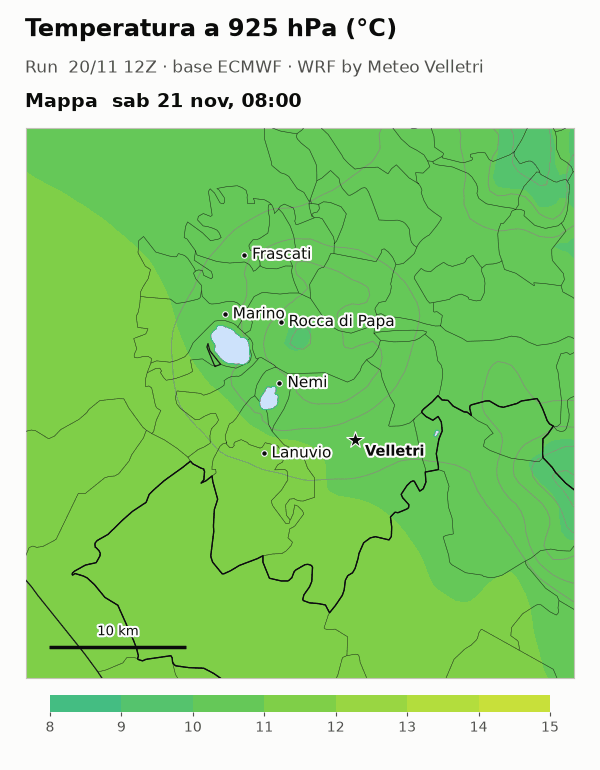 Temperatura a 925 hPa (°C)
Run  20/11 12Z · base ECMWF · WRF by Meteo Velletri
Mappa  sab 21 nov, 08:00
Frascati
Marino
Rocca di Papa
Nemi
Velletri
Lanuvio
10 km
8 9 10 11 12 13 14 15